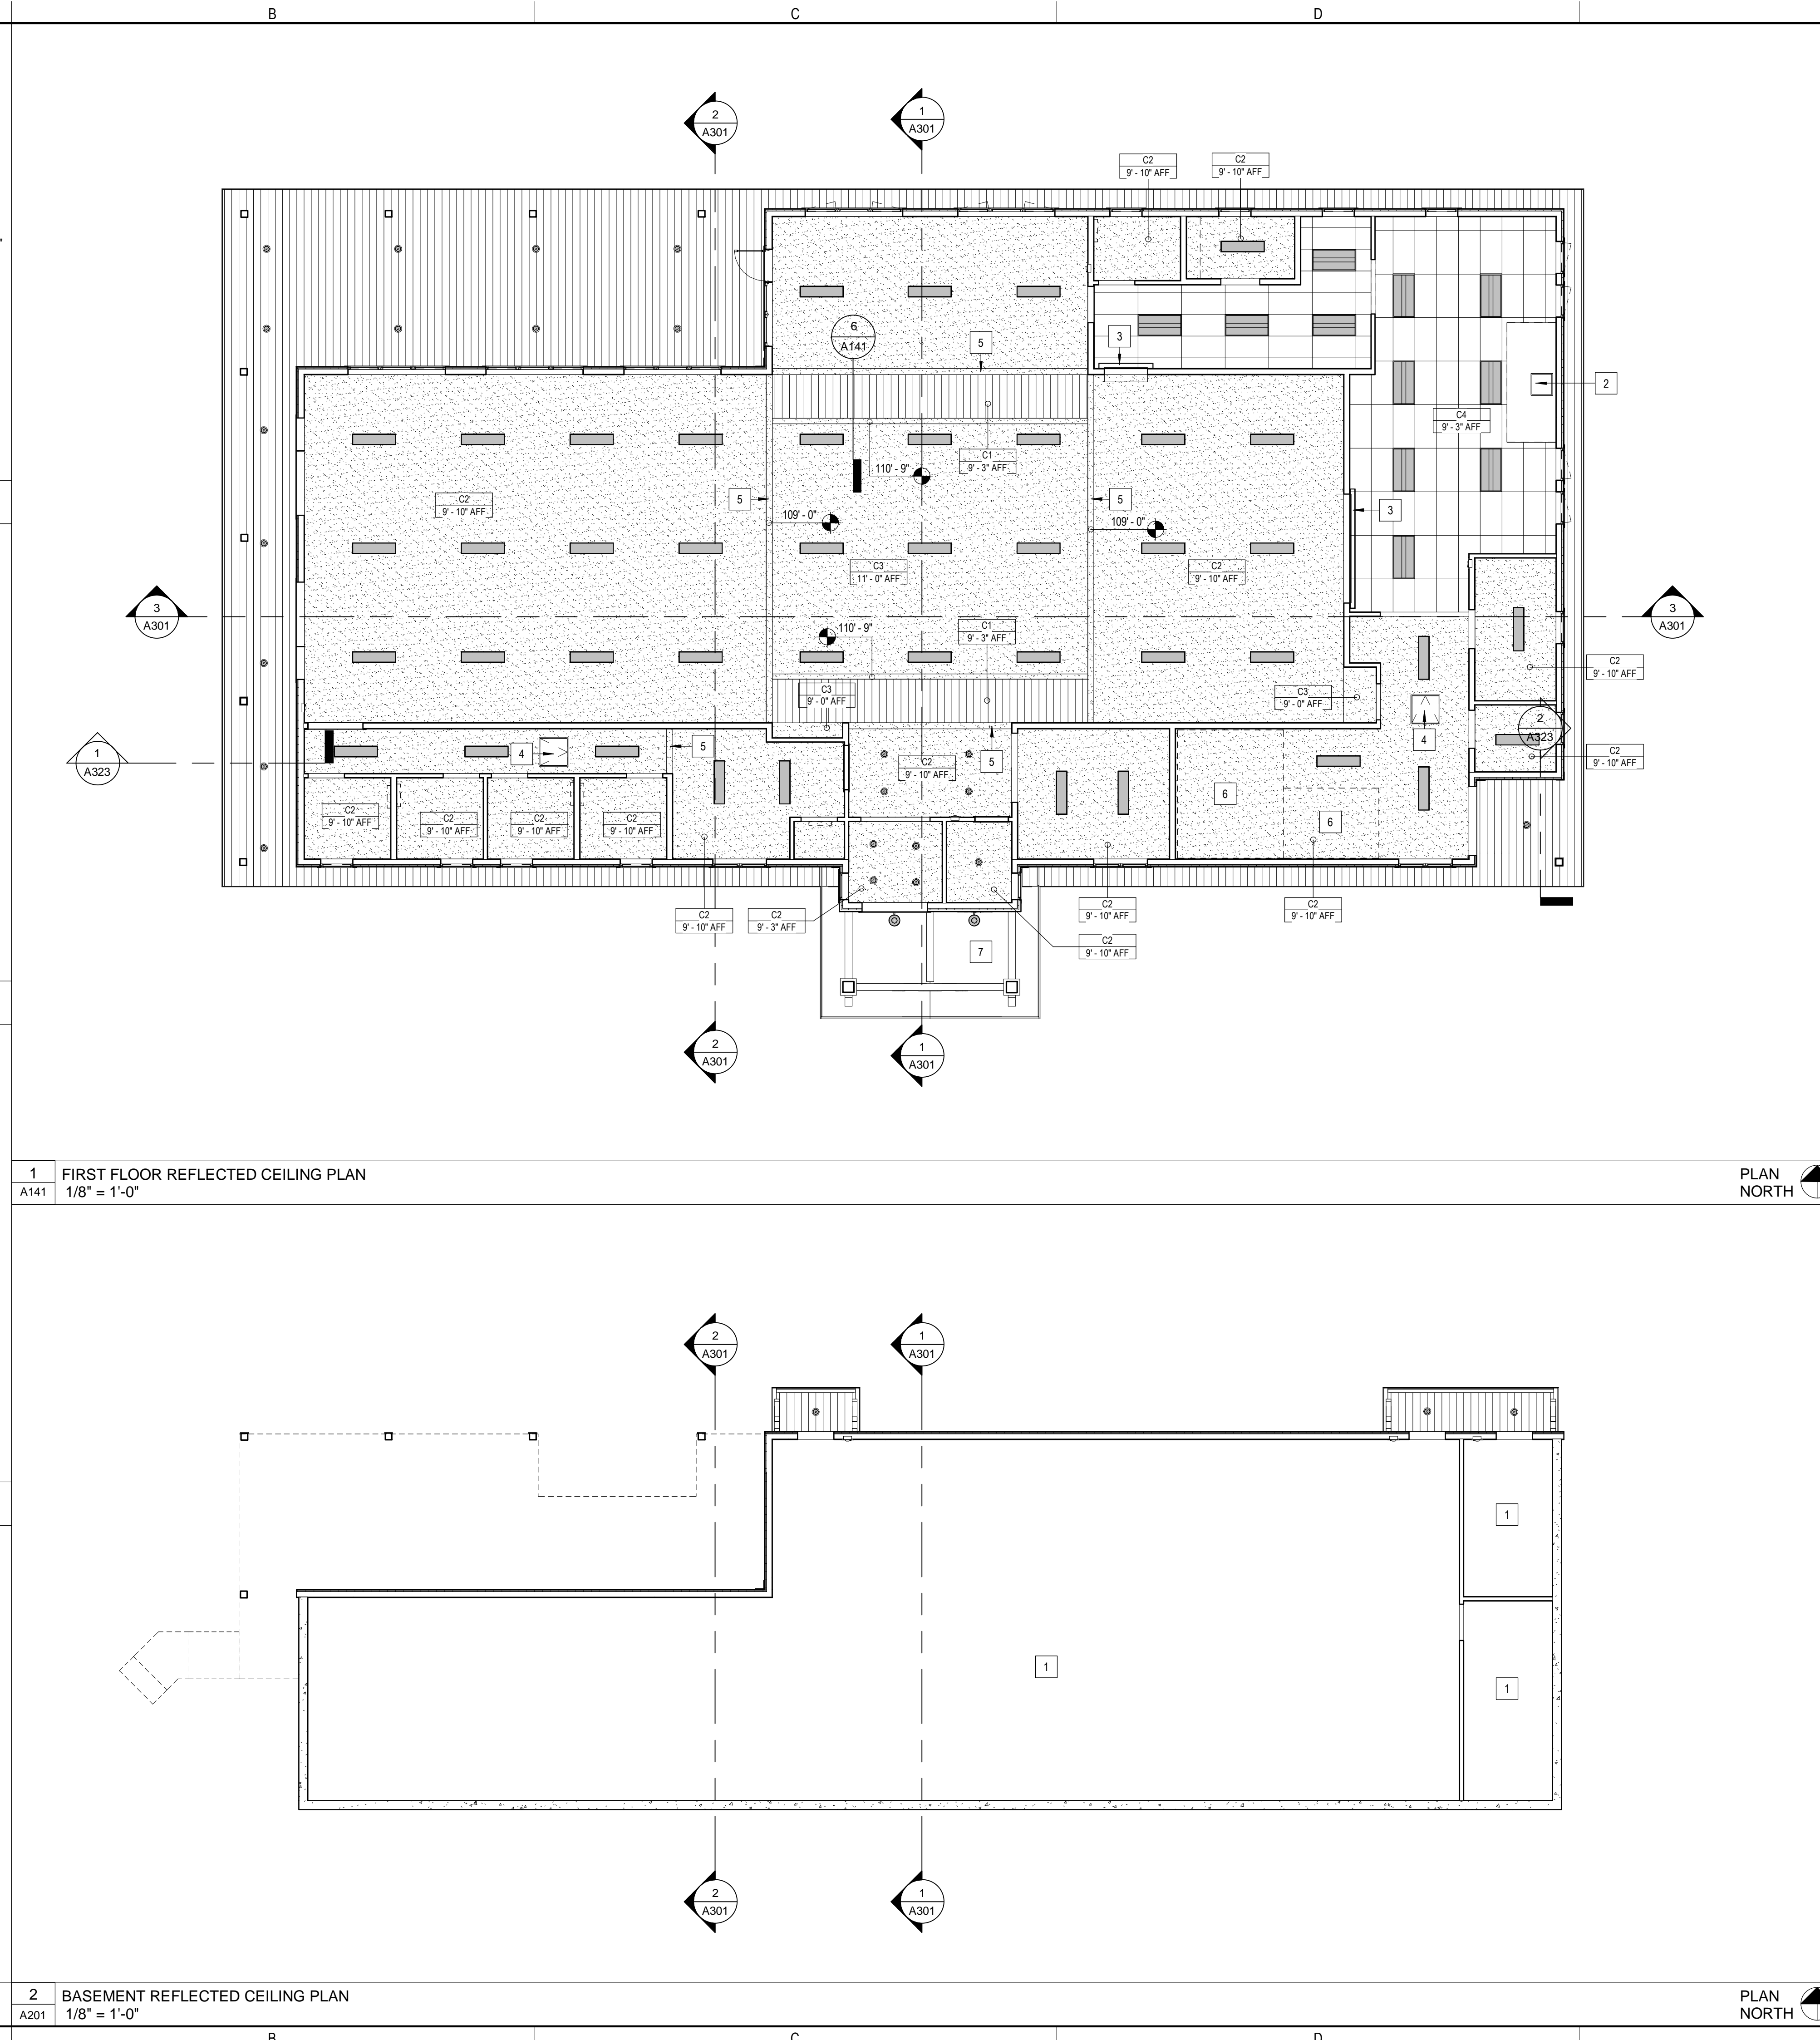 B
C
D
2
A301
1
A301
C2
9' - 10" AFF
C2
9' - 10" AFF
6
A141
5
3
2
C4
9' - 3" AFF
C1
9' - 3" AFF
110' - 9"
5
5
3
C2
9' - 10" AFF
109' - 0"
109' - 0"
C3
11' - 0" AFF
C2
9' - 10" AFF
3
A301
3
A301
110' - 9"
C1
9' - 3" AFF
C2
9' - 10" AFF
C3
9' - 0" AFF
C3
9' - 0" AFF
2
A323
1
A323
4
5
4
C2
9' - 10" AFF
5
C2
9' - 10" AFF
6
6
C2
9' - 10" AFF
C2
9' - 10" AFF
C2
9' - 10" AFF
C2
9' - 10" AFF
C2
9' - 10" AFF
C2
9' - 3" AFF
C2
9' - 10" AFF
C2
9' - 10" AFF
C2
9' - 10" AFF
7
2
A301
1
A301
1
A141
FIRST FLOOR REFLECTED CEILING PLAN
1/8" = 1'-0"
PLAN
NORTH
2
A301
1
A301
1
1
1
2
A301
1
A301
2
A201
BASEMENT REFLECTED CEILING PLAN
1/8" = 1'-0"
PLAN
NORTH
B
C
D